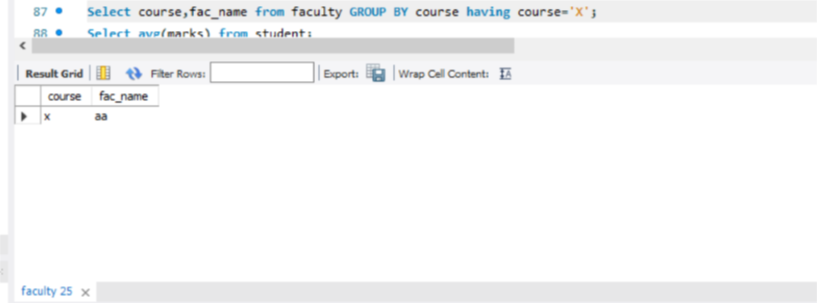 87 Select course,fac_name from faculty GROUP BY course having course='X';
88 Select avg(marks) from student;
Result Grid Filter Rows: Export: Wrap Cell Content:
course fac_name
x aa
faculty 25